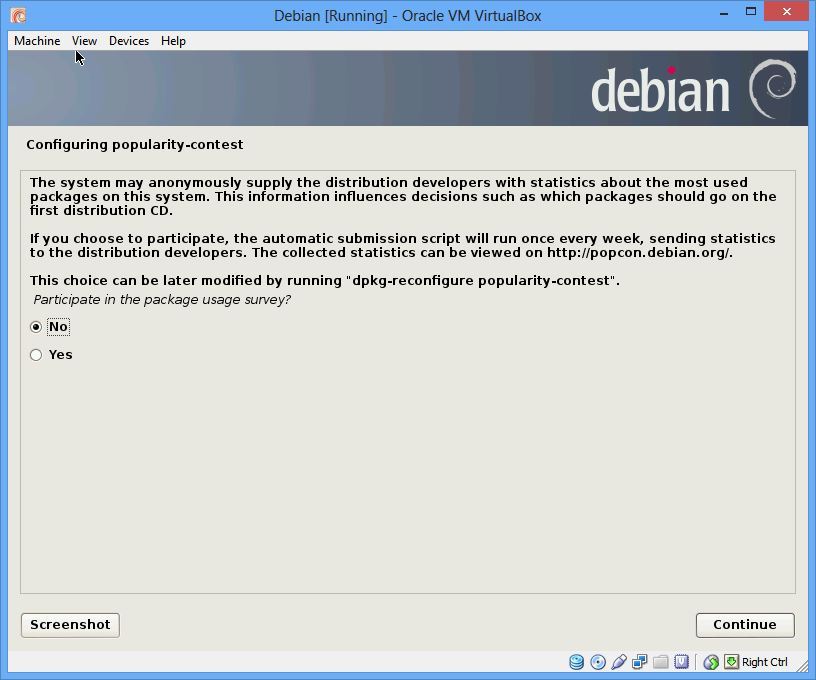 Debian [Running] - Oracle VM VirtualBox
Machine View Devices Help
debian
Configuring popularity-contest
The system may anonymously supply the distribution developers with statistics about the most used
packages on this system. This information influences decisions such as which packages should go on the
first distribution CD.
If you choose to participate, the automatic submission script will run once every week, sending statistics
to the distribution developers. The collected statistics can be viewed on http://popcon.debian.org/.
This choice can be later modified by running "dpkg-reconfigure popularity-contest".
Participate in the package usage survey?
No
Yes
Screenshot
Continue
Right Ctrl